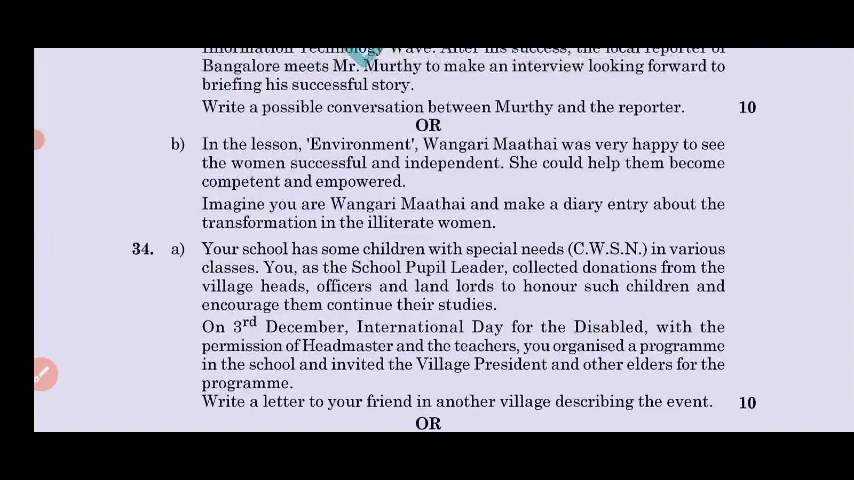 Information Technology Wave. After his success, the local reporter of
Bangalore meets Mr. Murthy to make an interview looking forward to
briefing his successful story.
Write a possible conversation between Murthy and the reporter. 10
OR
b) In the lesson, 'Environment', Wangari Maathai was very happy to see
the women successful and independent. She could help them become
competent and empowered.
Imagine you are Wangari Maathai and make a diary entry about the
transformation in the illiterate women.
34. a) Your school has some children with special needs (C.W.S.N.) in various
classes. You, as the School Pupil Leader, collected donations from the
village heads, officers and land lords to honour such children and
encourage them continue their studies.
On 3rd December, International Day for the Disabled, with the
permission of Headmaster and the teachers, you organised a programme
in the school and invited the Village President and other elders for the
programme.
Write a letter to your friend in another village describing the event. 10
OR